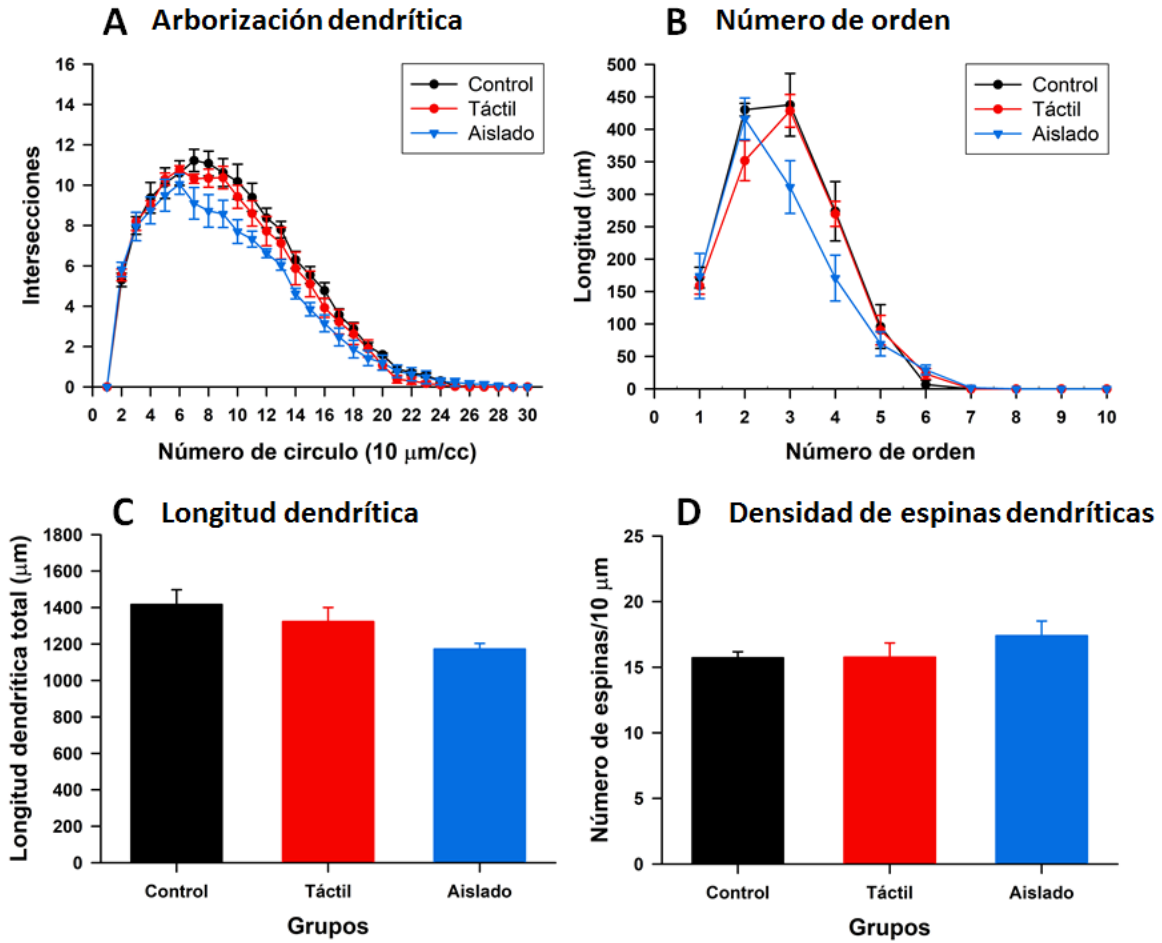 A Arborización dendrítica
Intersecciones
16
14
12
10
8
6
4
2
0
Control
Táctil
Aislado
0 2 4 6 8 10 12 14 16 18 20 22 24 26 28 30
Número de circulo (10 μm/cc)
B Número de orden
Longitud (μm)
500
450
400
350
300
250
200
150
100
50
0
Control
Táctil
Aislado
0 1 2 3 4 5 6 7 8 9 10
Número de orden
C Longitud dendrítica
Longitud dendrítica total (μm)
1800
1600
1400
1200
1000
800
600
400
200
0
Control Táctil Aislado
Grupos
D Densidad de espinas dendríticas
Número de espinas/10 μm
25
20
15
10
5
0
Control Táctil Aislado
Grupos